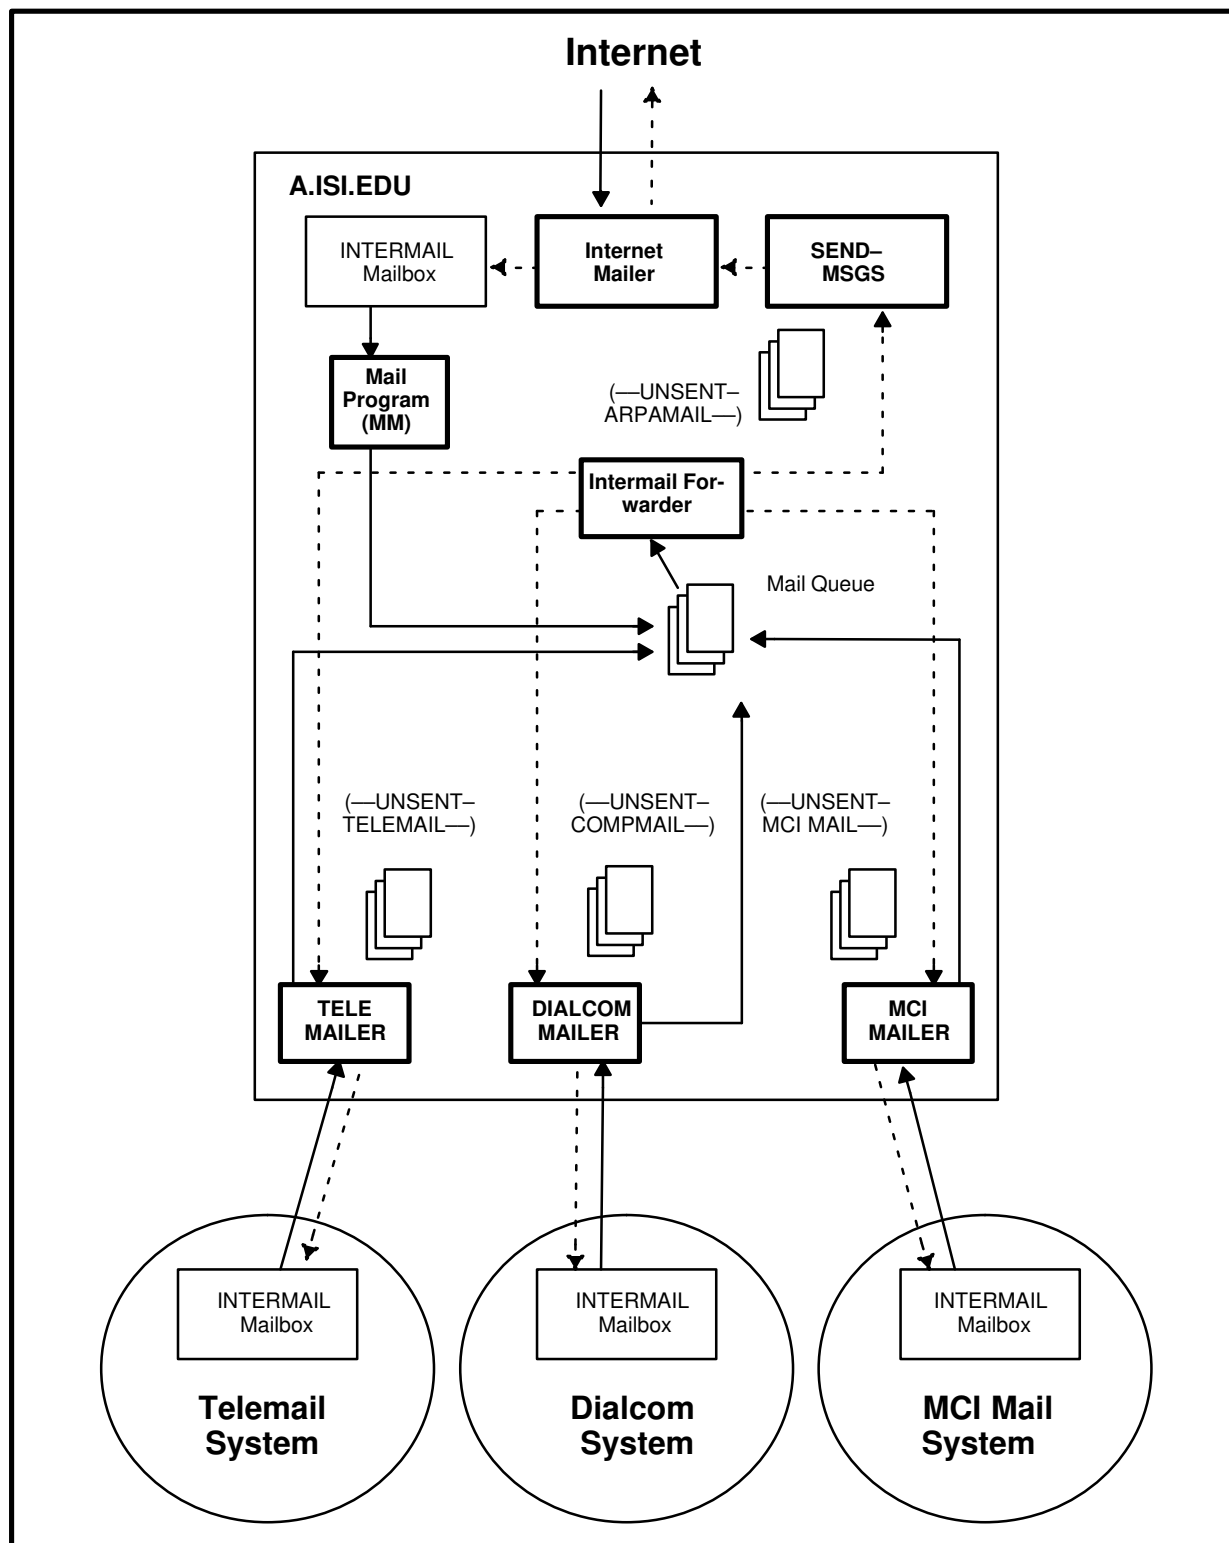 Internet
A.ISI.EDU
INTERMAIL
Mailbox
Internet
Mailer
SEND–
MSGS
Mail
Program
(MM)
(—UNSENT–
ARPAMAIL—)
Intermail For-
warder
Mail Queue
(—UNSENT–
TELEMAIL—)
(—UNSENT–
COMPMAIL—)
(—UNSENT–
MCI MAIL—)
TELE
MAILER
DIALCOM
MAILER
MCI
MAILER
INTERMAIL
Mailbox
INTERMAIL
Mailbox
INTERMAIL
Mailbox
Telemail
System
Dialcom
System
MCI Mail
System